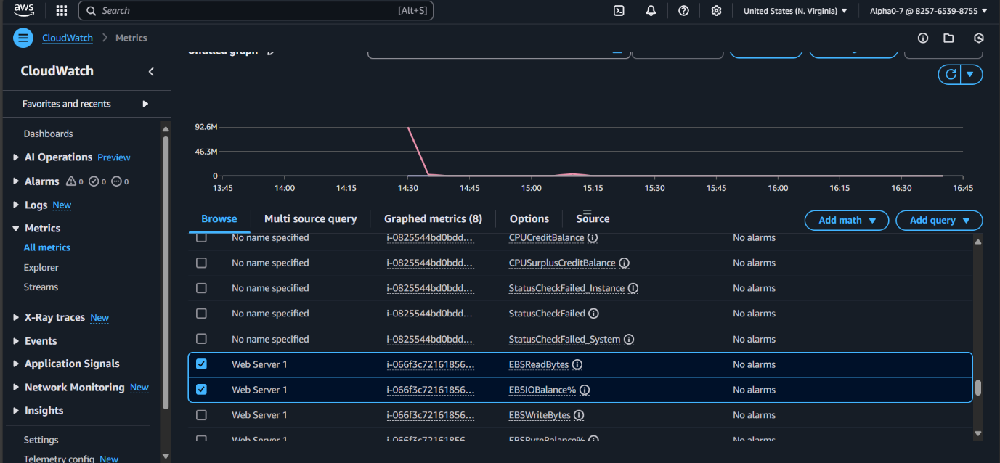 aws
Search [Alt+S]
United States (N. Virginia) Alpha0-7 @ 8257-6539-8755
CloudWatch Metrics
Untitled graph
CloudWatch
Favorites and recents
Dashboards
AI Operations Preview
Alarms 0 0 0
Logs New
Metrics
All metrics
Explorer
Streams
X-Ray traces New
Events
Application Signals
Network Monitoring New
Insights
Settings
Telemetry config New
92.6M
46.3M
0
13:45 14:00 14:15 14:30 14:45 15:00 15:15 15:30 15:45 16:00 16:15 16:30 16:45
Browse Multi source query Graphed metrics (8) Options Source Add math Add query
No name specified i-0825544bd0bdd... CPUCreditBalance No alarms
No name specified i-0825544bd0bdd... CPUSurplusCreditBalance No alarms
No name specified i-0825544bd0bdd... StatusCheckFailed_Instance No alarms
No name specified i-0825544bd0bdd... StatusCheckFailed No alarms
No name specified i-0825544bd0bdd... StatusCheckFailed_System No alarms
Web Server 1 i-066f3c72161856... EBSReadBytes No alarms
Web Server 1 i-066f3c72161856... EBSIOBalance% No alarms
Web Server 1 i-066f3c72161856... EBSWriteBytes No alarms
Web Server 1 i-066f3c72161856... EBSByteBalance% No alarms